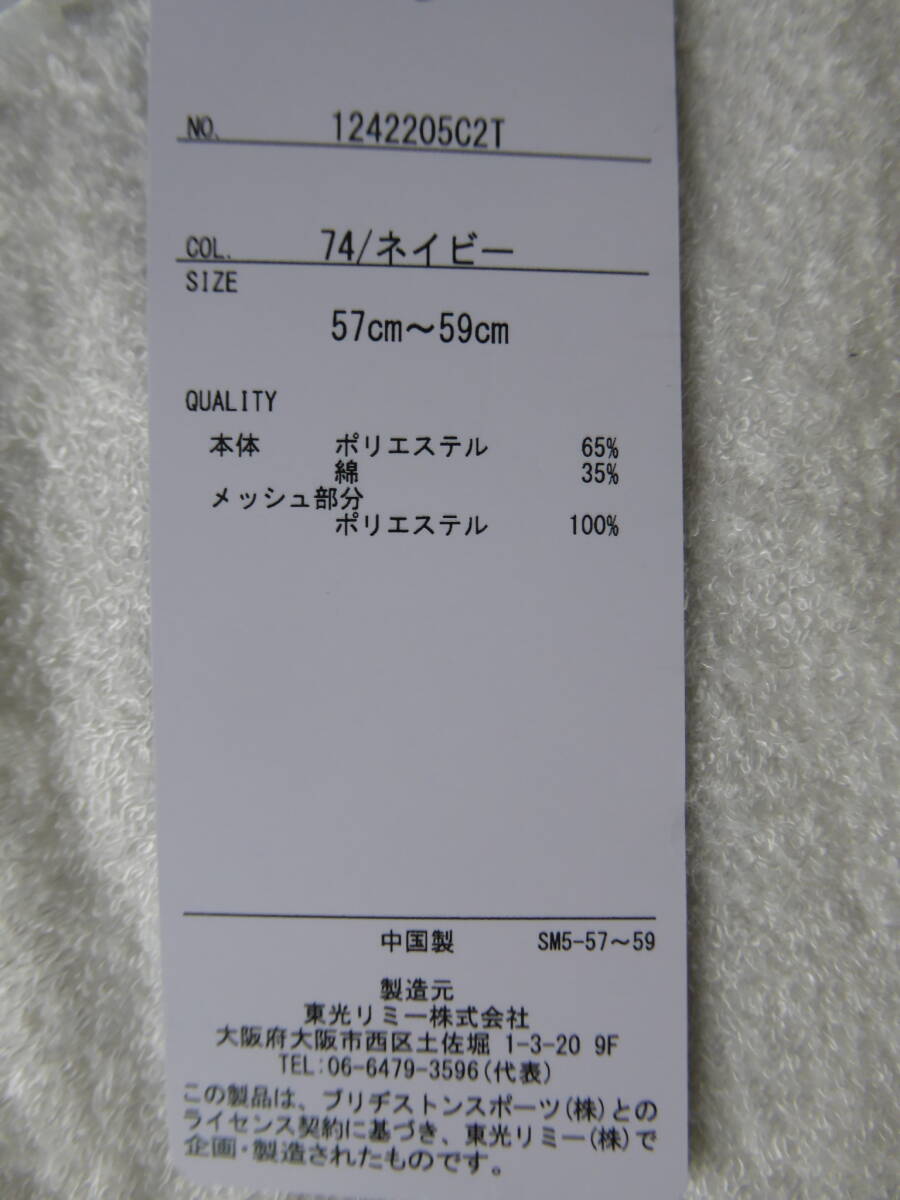 NO. 1242205C2T
COL. 74/ネイビー
SIZE
57cm～59cm
QUALITY
本体 ポリエステル 65%
綿 35%
メッシュ部分
ポリエステル 100%
中国製 SM5-57～59
製造元
東光リミー株式会社
大阪府大阪市西区土佐堀 1-3-20 9F
TEL:06-6479-3596(代表)
この製品は、ブリヂストンスポーツ(株)との
ライセンス契約に基づき、東光リミー(株)で
企画・製造されたものです。